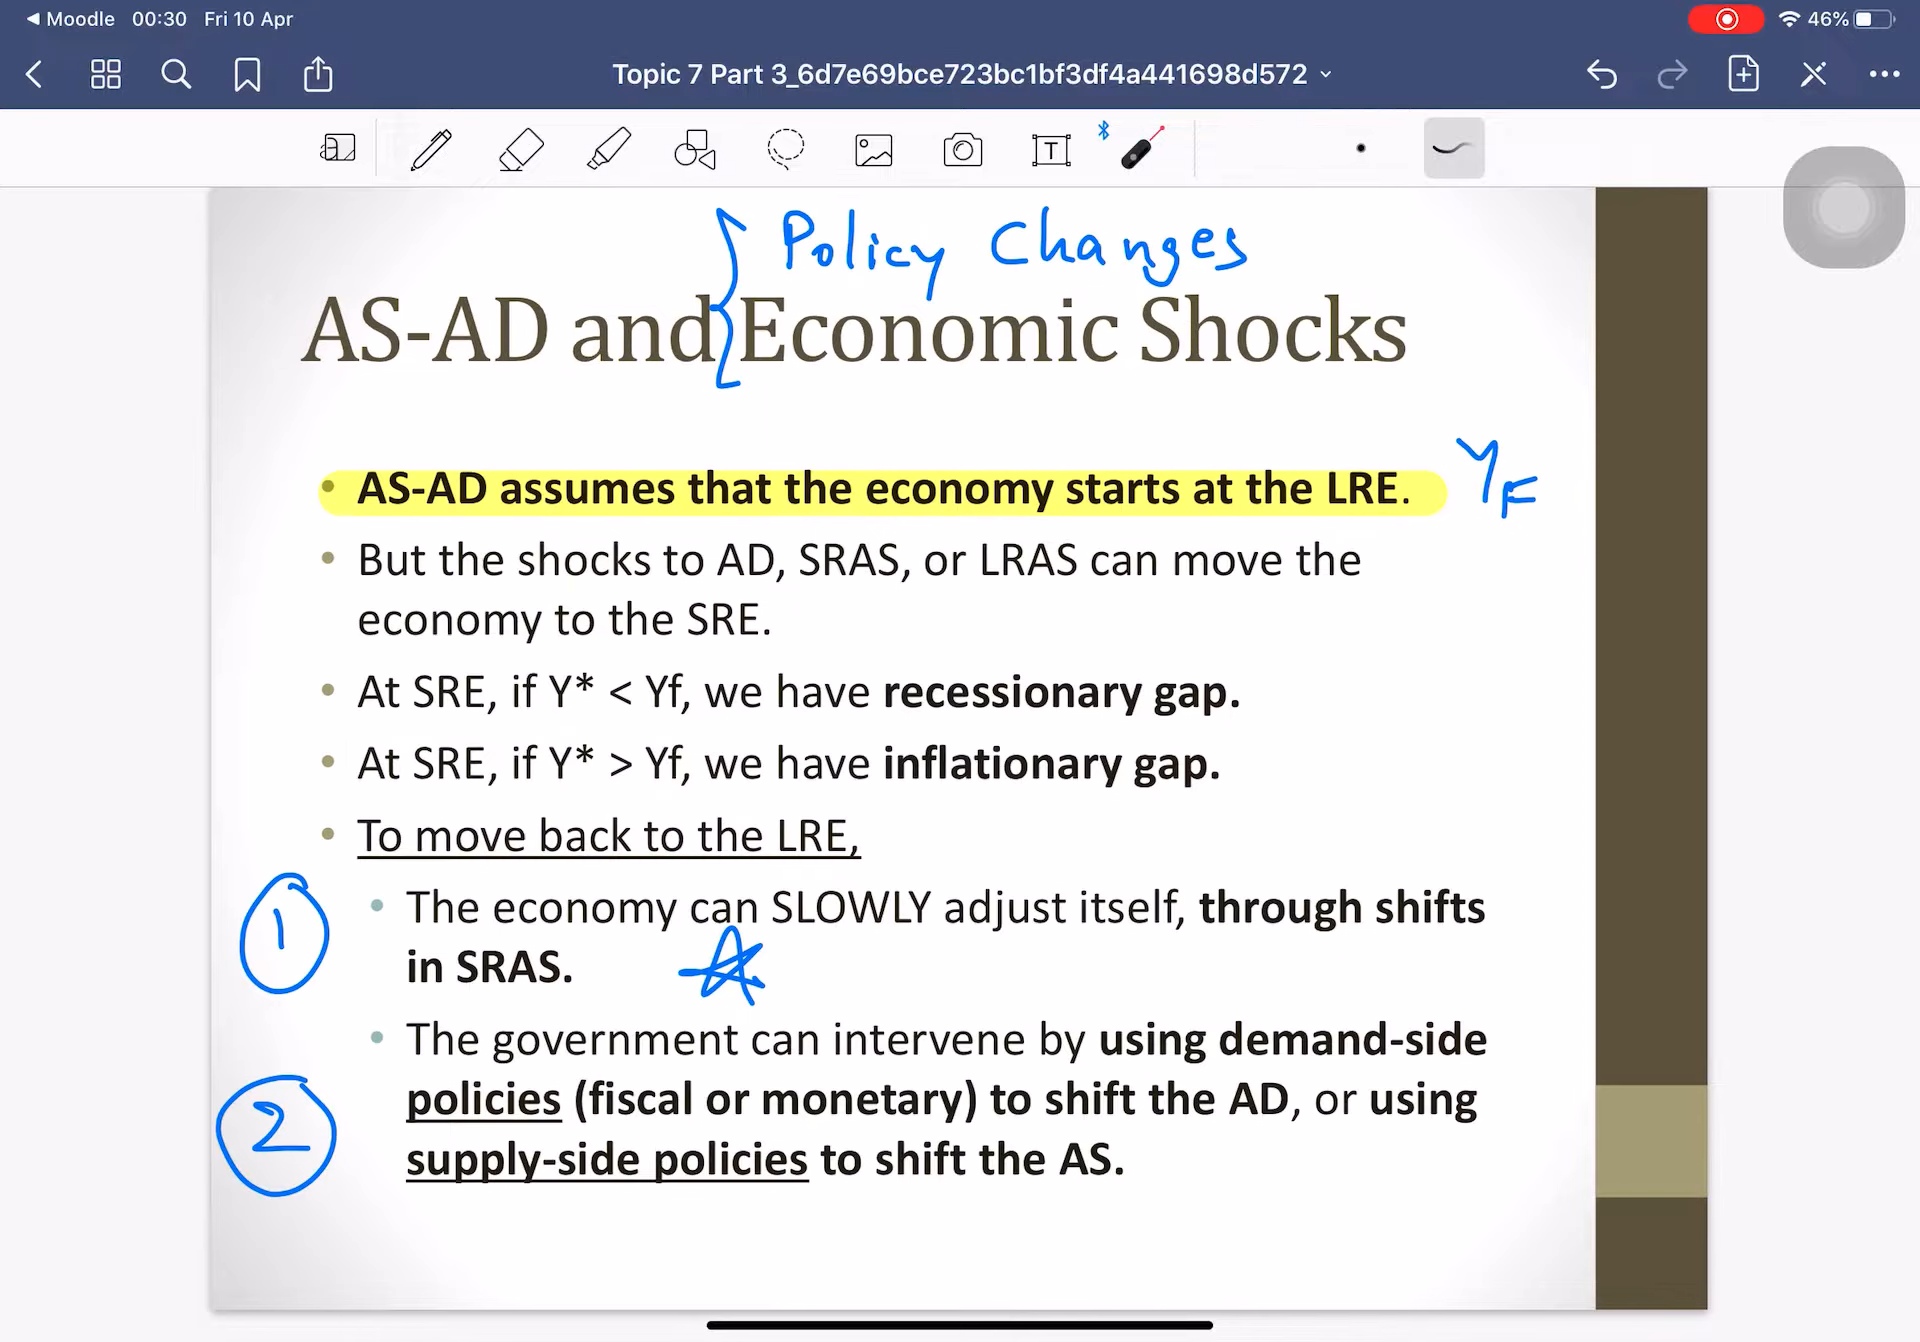 Moodle 00:30 Fri 10 Apr 46%
Topic 7 Part 3_6d7e69bce723bc1bf3df4a441698d572
T
Policy Changes
AS-AD and Economic Shocks
• AS-AD assumes that the economy starts at the LRE. YF
• But the shocks to AD, SRAS, or LRAS can move the
economy to the SRE.
• At SRE, if Y* < Yf, we have recessionary gap.
• At SRE, if Y* > Yf, we have inflationary gap.
• To move back to the LRE,
1 • The economy can SLOWLY adjust itself, through shifts
in SRAS.
• The government can intervene by using demand-side
2 policies (fiscal or monetary) to shift the AD, or using
supply-side policies to shift the AS.